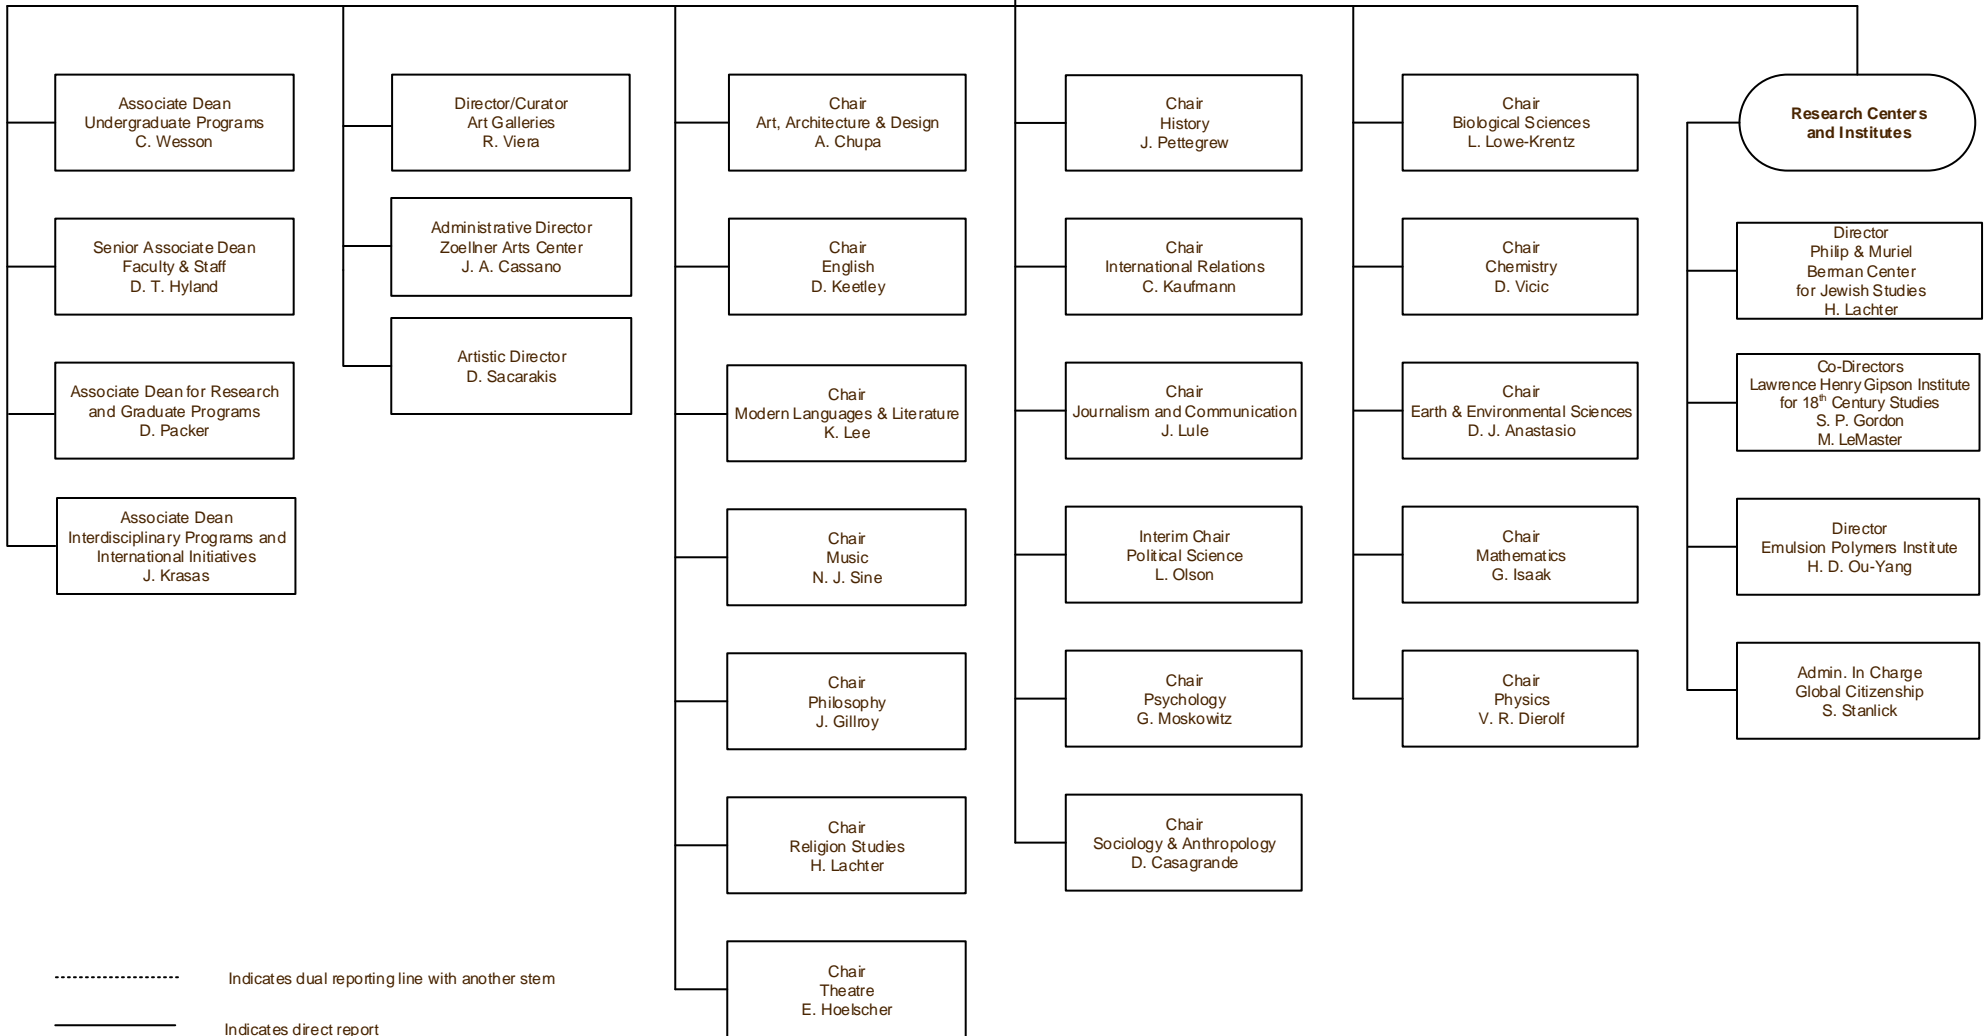 Associate Dean
Undergraduate Programs
C. Wesson
Senior Associate Dean
Faculty & Staff
D. T. Hyland
Associate Dean for Research
and Graduate Programs
D. Packer
Associate Dean
Interdisciplinary Programs and
International Initiatives
J. Krasas
Director/Curator
Art Galleries
R. Viera
Administrative Director
Zoellner Arts Center
J. A. Cassano
Artistic Director
D. Sacarakis
Chair
Art, Architecture & Design
A. Chupa
Chair
English
D. Keetley
Chair
Modern Languages & Literature
K. Lee
Chair
Music
N. J. Sine
Chair
Philosophy
J. Gillroy
Chair
Religion Studies
H. Lachter
Chair
Theatre
E. Hoelscher
Chair
History
J. Pettegrew
Chair
International Relations
C. Kaufmann
Chair
Journalism and Communication
J. Lule
Interim Chair
Political Science
L. Olson
Chair
Psychology
G. Moskowitz
Chair
Sociology & Anthropology
D. Casagrande
Chair
Biological Sciences
L. Lowe-Krentz
Chair
Chemistry
D. Vicic
Chair
Earth & Environmental Sciences
D. J. Anastasio
Chair
Mathematics
G. Isaak
Chair
Physics
V. R. Dierolf
Research Centers
and Institutes
Director
Philip & Muriel
Berman Center
for Jewish Studies
H. Lachter
Co-Directors
Lawrence Henry Gipson Institute
for 18th Century Studies
S. P. Gordon
M. LeMaster
Director
Emulsion Polymers Institute
H. D. Ou-Yang
Admin. In Charge
Global Citizenship
S. Stanlick
Indicates dual reporting line with another stem
Indicates direct report